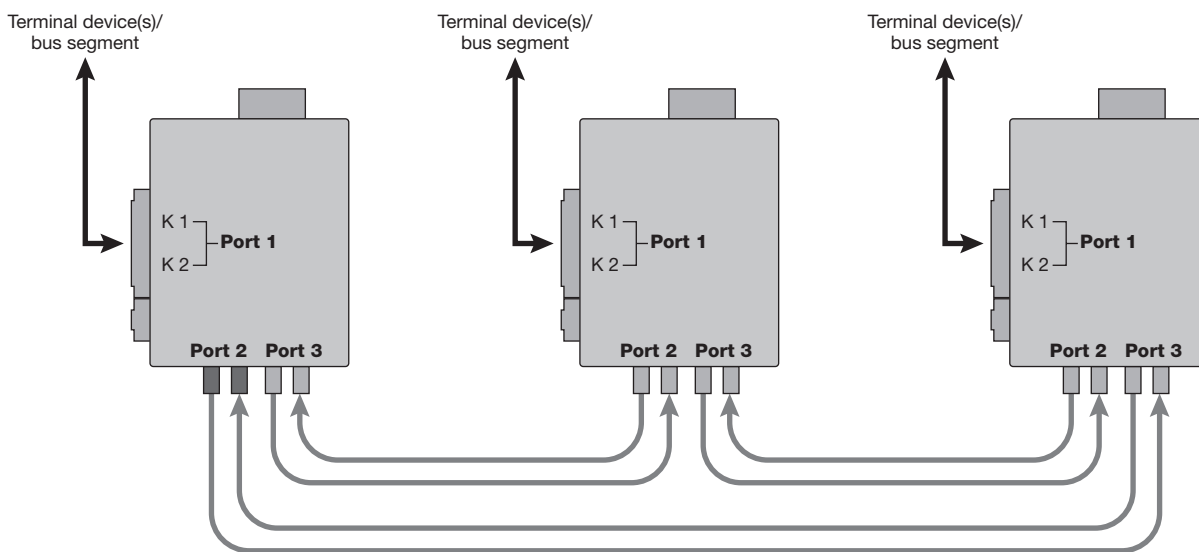 Terminal device(s)/
bus segment
Terminal device(s)/
bus segment
Terminal device(s)/
bus segment
K 1
Port 1
K 2
Port 2 Port 3
K 1
Port 1
K 2
Port 2 Port 3
K 1
Port 1
K 2
Port 2 Port 3